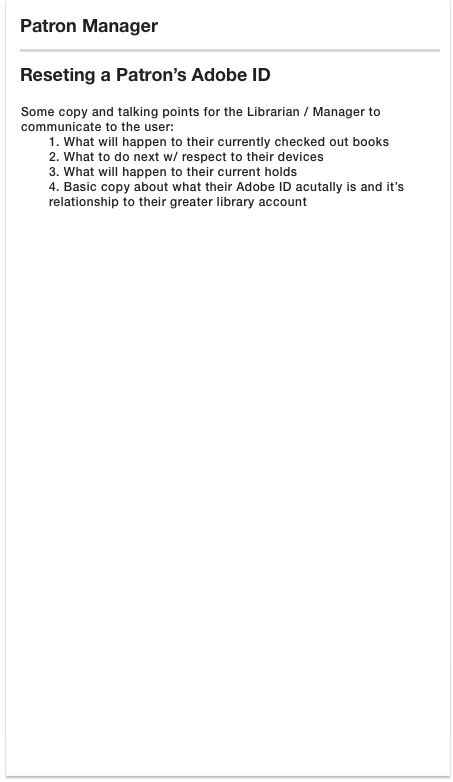 Patron Manager
Reseting a Patron's Adobe ID
Some copy and talking points for the Librarian / Manager to
communicate to the user:
1. What will happen to their currently checked out books
2. What to do next w/ respect to their devices
3. What will happen to their current holds
4. Basic copy about what their Adobe ID acutally is and it's
relationship to their greater library account